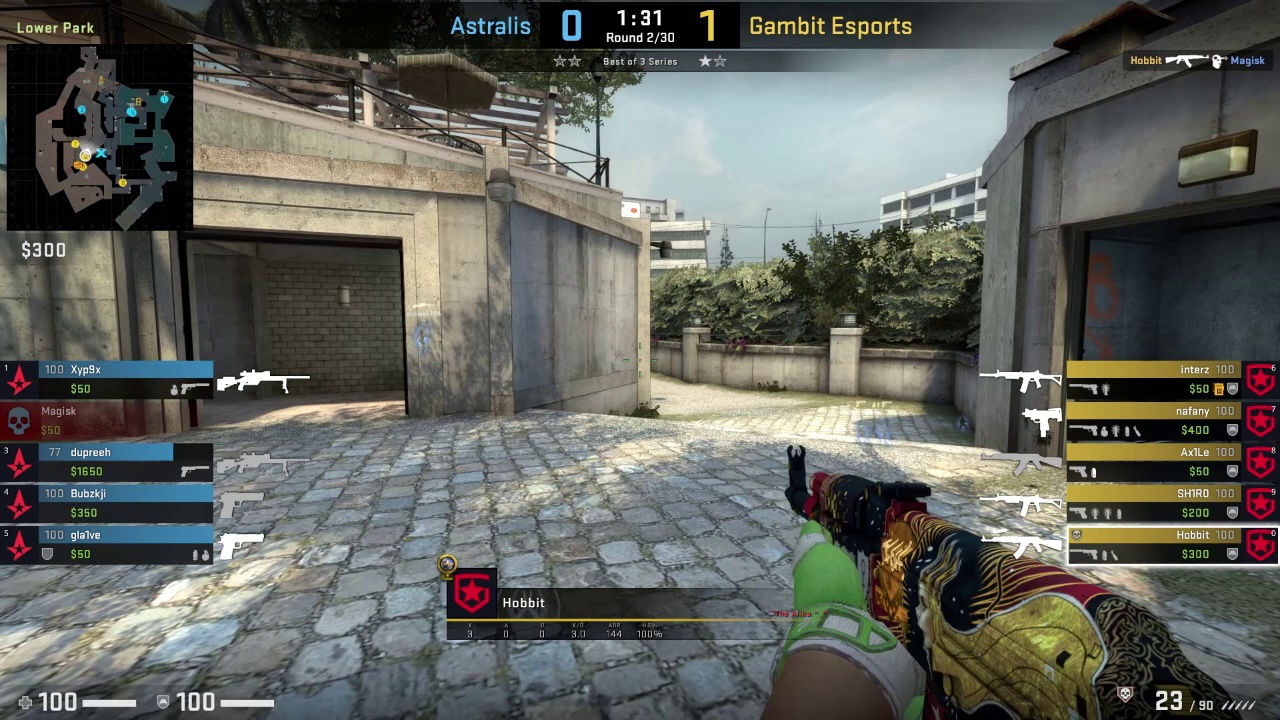 Lower Park
Astralis 0 1:31 1 Gambit Esports
Round 2/30
Best of 3 Series
Hobbit Magisk
$300
1 100 Xyp9x
$50
Magisk
$50
3 77 dupreeh
$1650
4 100 Bubzkji
$350
5 100 gla1ve
$50
interz 100 6
$50
nafany 100 7
$400
Ax1Le 100 8
$50
SH1R0 100 9
$200
Hobbit 100 0
$300
Hobbit
K A D K/D ADR HS%
3 0 0 3.0 144 100%
100 100
23 / 90